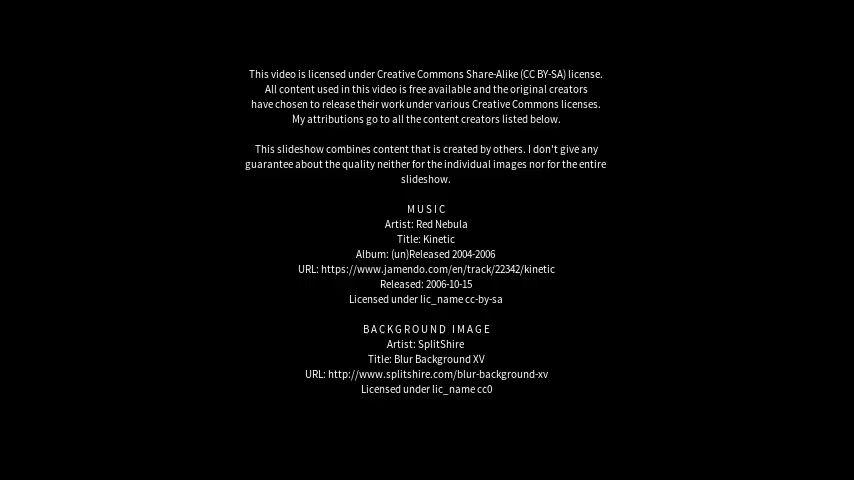 This video is licensed under Creative Commons Share-Alike (CC BY-SA) license.
All content used in this video is free available and the original creators
have chosen to release their work under various Creative Commons licenses.
My attributions go to all the content creators listed below.
This slideshow combines content that is created by others. I don't give any
guarantee about the quality neither for the individual images nor for the entire
slideshow.
MUSIC
Artist: Red Nebula
Title: Kinetic
Album: (un)Released 2004-2006
URL: https://www.jamendo.com/en/track/22342/kinetic
Released: 2006-10-15
Licensed under lic_name cc-by-sa
BACKGROUND IMAGE
Artist: SplitShire
Title: Blur Background XV
URL: http://www.splitshire.com/blur-background-xv
Licensed under lic_name cc0